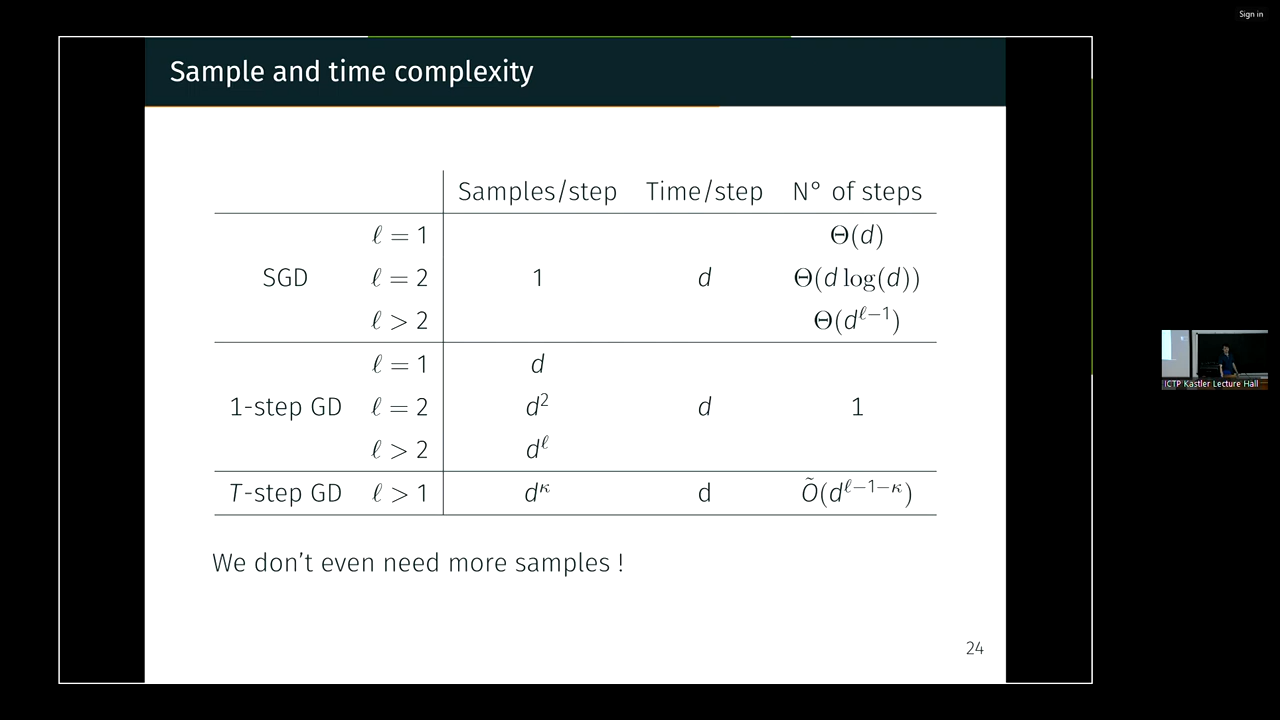 Sign in
Sample and time complexity
Samples/step Time/step N° of steps
ℓ = 1 Θ(d)
SGD ℓ = 2 1 d Θ(d log(d))
ℓ > 2 Θ(d^{ℓ−1})
ℓ = 1 d
1-step GD ℓ = 2 d² d 1
ℓ > 2 d^ℓ
T-step GD ℓ > 1 d^κ d Õ(d^{ℓ−1−κ})
We don't even need more samples !
24
ICTP Kastler Lecture Hall